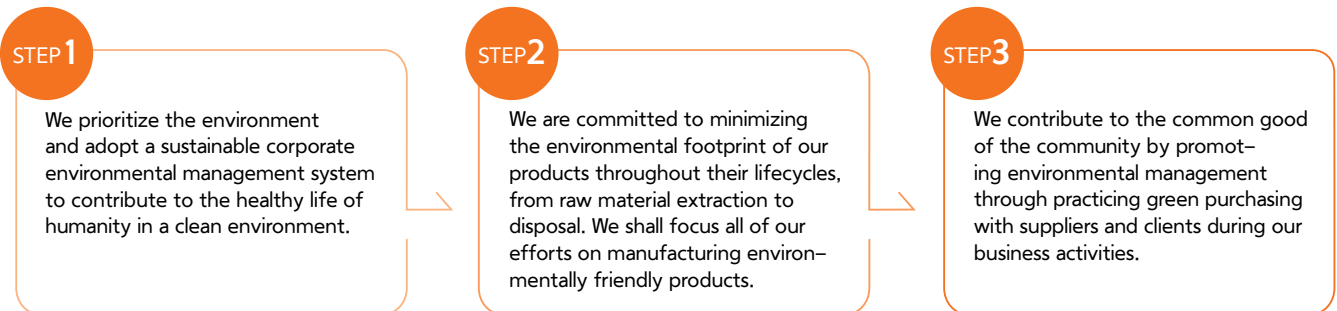 STEP1
We prioritize the environment
and adopt a sustainable corporate
environmental management system
to contribute to the healthy life of
humanity in a clean environment.
STEP2
We are committed to minimizing
the environmental footprint of our
products throughout their lifecycles,
from raw material extraction to
disposal. We shall focus all of our
efforts on manufacturing environ-
mentally friendly products.
STEP3
We contribute to the common good
of the community by promot-
ing environmental management
through practicing green purchasing
with suppliers and clients during our
business activities.